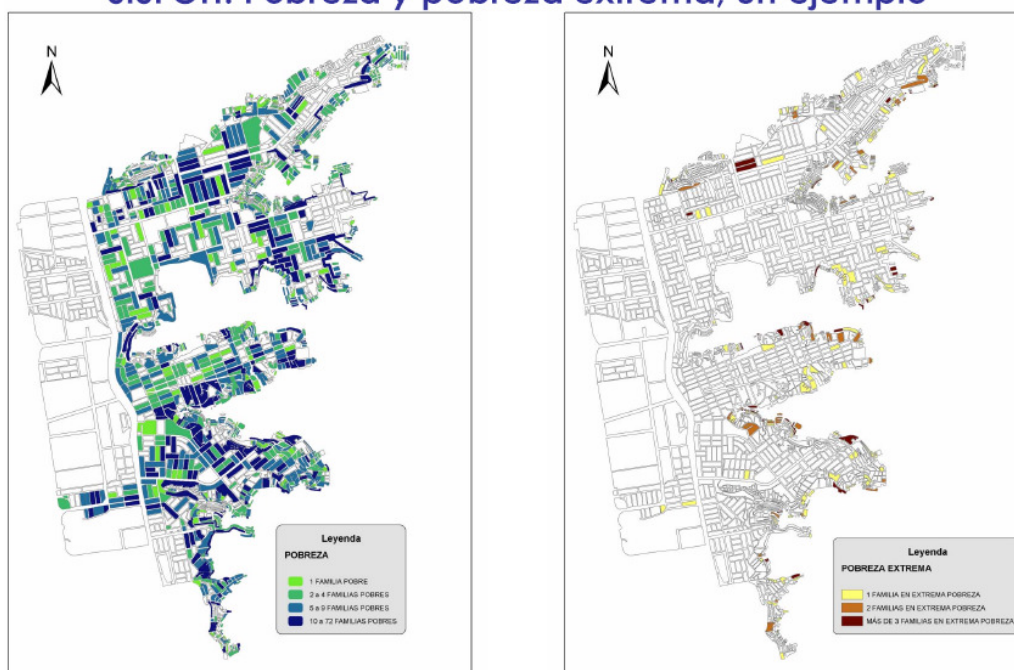 Pobreza y pobreza extrema, un ejemplo
N
Leyenda
POBREZA
1 FAMILIA POBRE
2 a 4 FAMILIAS POBRES
5 a 9 FAMILIAS POBRES
10 a 72 FAMILIAS POBRES
N
Leyenda
POBREZA EXTREMA
1 FAMILIA EN EXTREMA POBREZA
2 FAMILIAS EN EXTREMA POBREZA
MÁS DE 3 FAMILIAS EN EXTREMA POBREZA